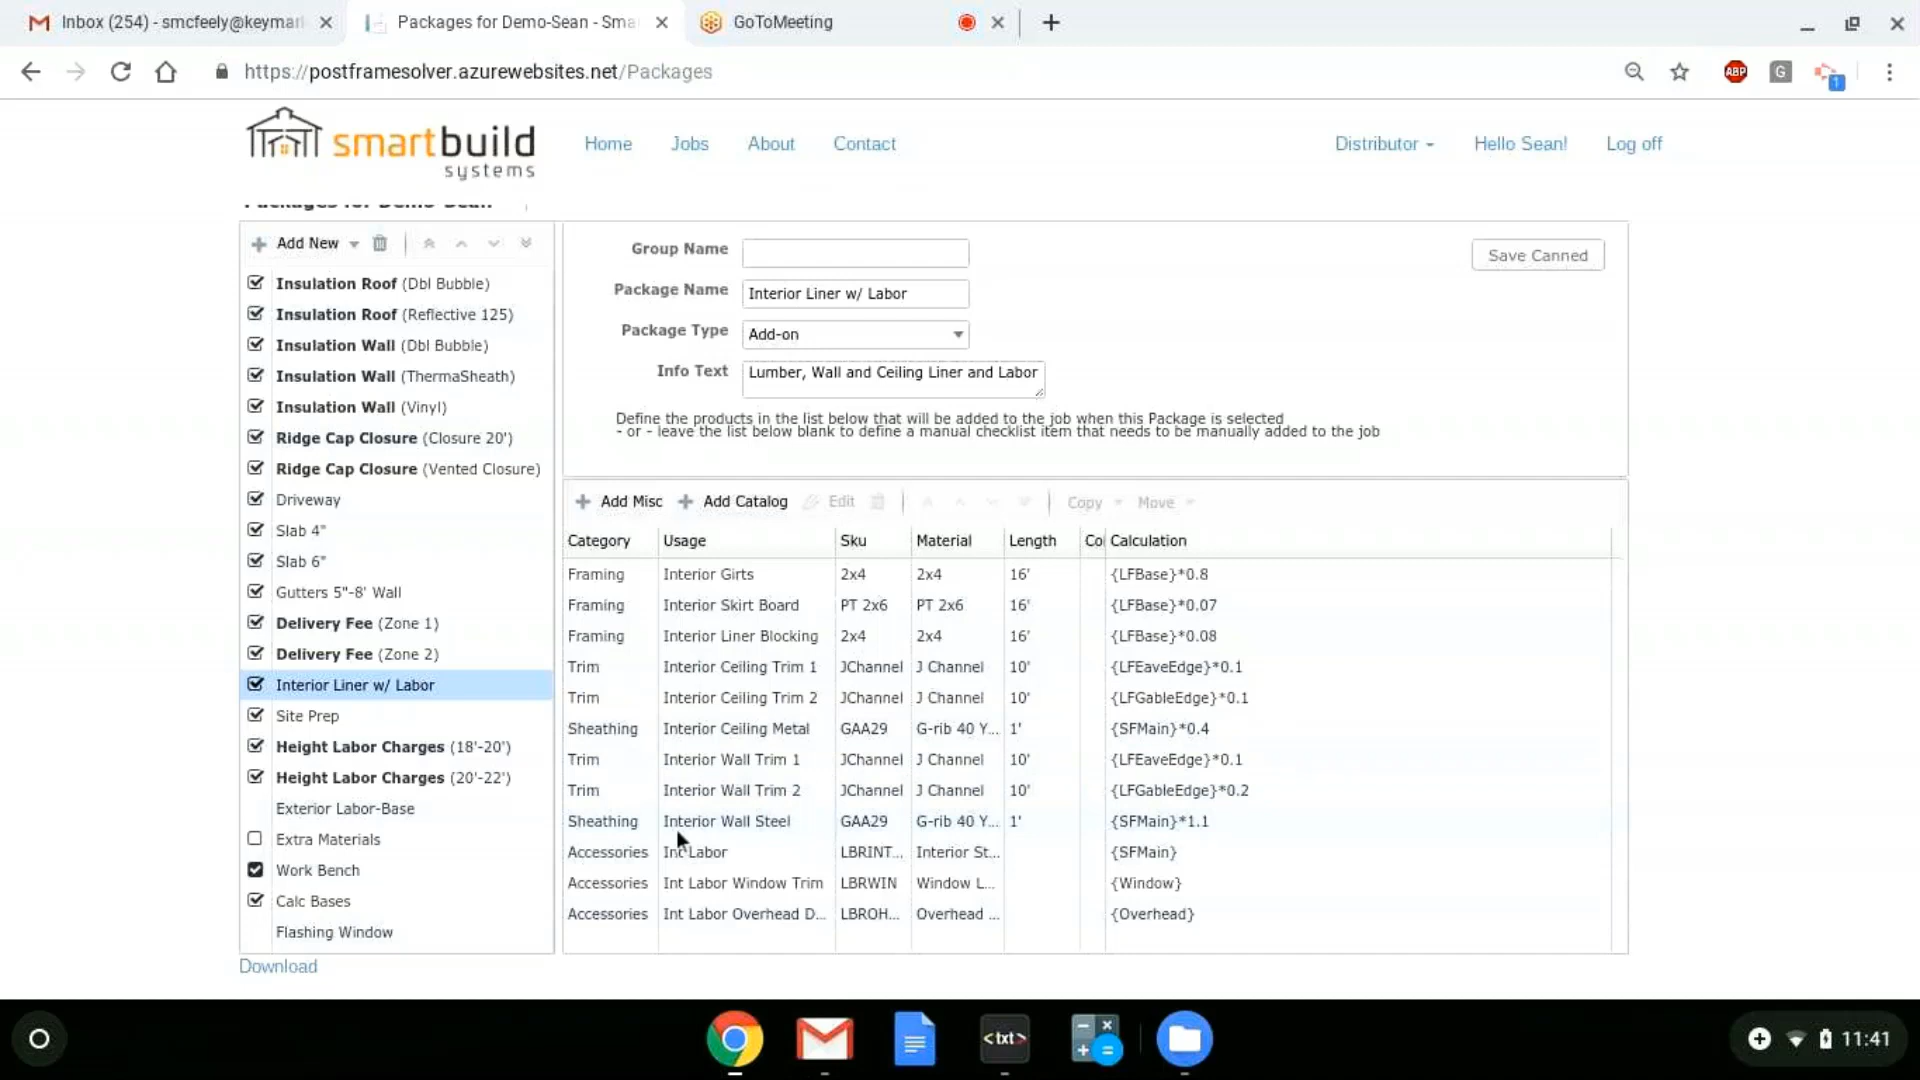 Inbox (254) - smcfeely@keymar
Packages for Demo-Sean - Sma
GoToMeeting
https://postframesolver.azurewebsites.net/Packages
ABP
G
1
smartbuild
systems
Home
Jobs
About
Contact
Distributor
Hello Sean!
Log off
Packages for Demo-Sean
Add New
Insulation Roof (Dbl Bubble)
Insulation Roof (Reflective 125)
Insulation Wall (Dbl Bubble)
Insulation Wall (ThermaSheath)
Insulation Wall (Vinyl)
Ridge Cap Closure (Closure 20')
Ridge Cap Closure (Vented Closure)
Driveway
Slab 4"
Slab 6"
Gutters 5"-8' Wall
Delivery Fee (Zone 1)
Delivery Fee (Zone 2)
Interior Liner w/ Labor
Site Prep
Height Labor Charges (18'-20')
Height Labor Charges (20'-22')
Exterior Labor-Base
Extra Materials
Work Bench
Calc Bases
Flashing Window
Download
Group Name
Save Canned
Package Name Interior Liner w/ Labor
Package Type Add-on
Info Text Lumber, Wall and Ceiling Liner and Labor
Define the products in the list below that will be added to the job when this Package is selected
- or - leave the list below blank to define a manual checklist item that needs to be manually added to the job
Add Misc Add Catalog Edit Copy Move
Category Usage Sku Material Length Co Calculation
Framing Interior Girts 2x4 2x4 16' {LFBase}*0.8
Framing Interior Skirt Board PT 2x6 PT 2x6 16' {LFBase}*0.07
Framing Interior Liner Blocking 2x4 2x4 16' {LFBase}*0.08
Trim Interior Ceiling Trim 1 JChannel J Channel 10' {LFEaveEdge}*0.1
Trim Interior Ceiling Trim 2 JChannel J Channel 10' {LFGableEdge}*0.1
Sheathing Interior Ceiling Metal GAA29 G-rib 40 Y... 1' {SFMain}*0.4
Trim Interior Wall Trim 1 JChannel J Channel 10' {LFEaveEdge}*0.1
Trim Interior Wall Trim 2 JChannel J Channel 10' {LFGableEdge}*0.2
Sheathing Interior Wall Steel GAA29 G-rib 40 Y... 1' {SFMain}*1.1
Accessories Int Labor LBRINT... Interior St... {SFMain}
Accessories Int Labor Window Trim LBRWIN Window L... {Window}
Accessories Int Labor Overhead D... LBROH... Overhead ... {Overhead}
<txt>
11:41